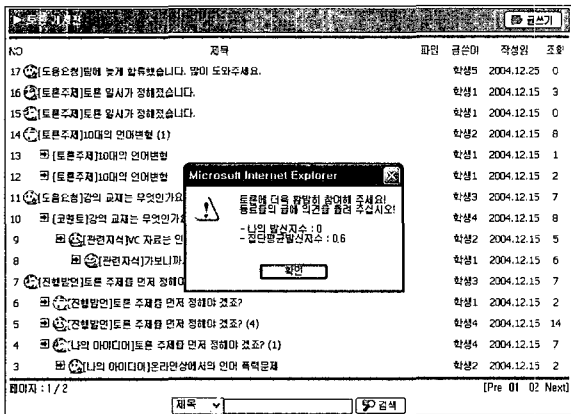 ▶ 토론게시판
글쓰기
NO 제목 파일 글쓴이 작성일 조회
17 [도움요청]팀에 늦게 합류했습니다. 많이 도와주세요. 학생5 2004.12.25 0
16 [토론주제]토론 일시가 정해졌습니다. 학생1 2004.12.15 3
15 [토론주제]토론 일시가 정해졌습니다. 학생1 2004.12.15 0
14 [토론주제]10대의 언어변형 (1) 학생2 2004.12.15 8
13 [토론주제]10대의 언어변형 학생1 2004.12.15 1
12 [토론주제]10대의 언어변형 학생1 2004.12.15 2
11 [도움요청]강의 교재는 무엇인가요 학생3 2004.12.15 7
10 [코멘트]강의 교재는 무엇인가 학생4 2004.12.15 8
9 [관련지식]VC 자료는 인 학생2 2004.12.15 5
8 [관련지식]가보니까. 학생1 2004.12.15 6
7 [진행발언]토론 주제를 먼저 정해야 학생3 2004.12.15 7
6 [진행발언]토론 주제를 먼저 정해야 겠죠? 학생1 2004.12.15 2
5 [진행발언]토론 주제를 먼저 정해야 겠죠? (4) 학생4 2004.12.15 14
4 [나의 아이디어]토론 주제를 먼저 정해야 겠죠? (1) 학생4 2004.12.15 7
3 [나의 아이디어]온라인상에서의 언어 폭력문제 학생2 2004.12.15 2
Microsoft Internet Explorer
토론에 더욱 활발히 참여해 주세요!
동료들의 글에 의견을 올려 주십시오!
- 나의 발신지수 : 0
- 집단평균발신지수 : 0.6
확인
페이지 : 1 / 2 [Pre 01 02 Next]
제목 검색